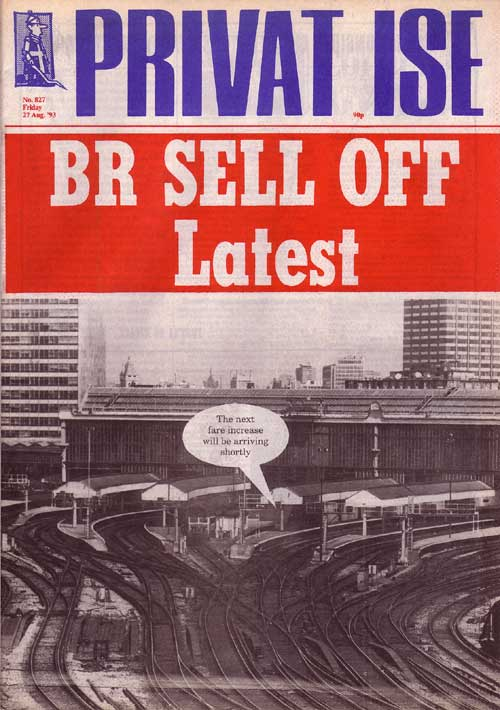 PRIVAT ISE
No. 827
Friday
27 Aug. '93
90p
BR SELL OFF
Latest
The next
fare increase
will be arriving
shortly